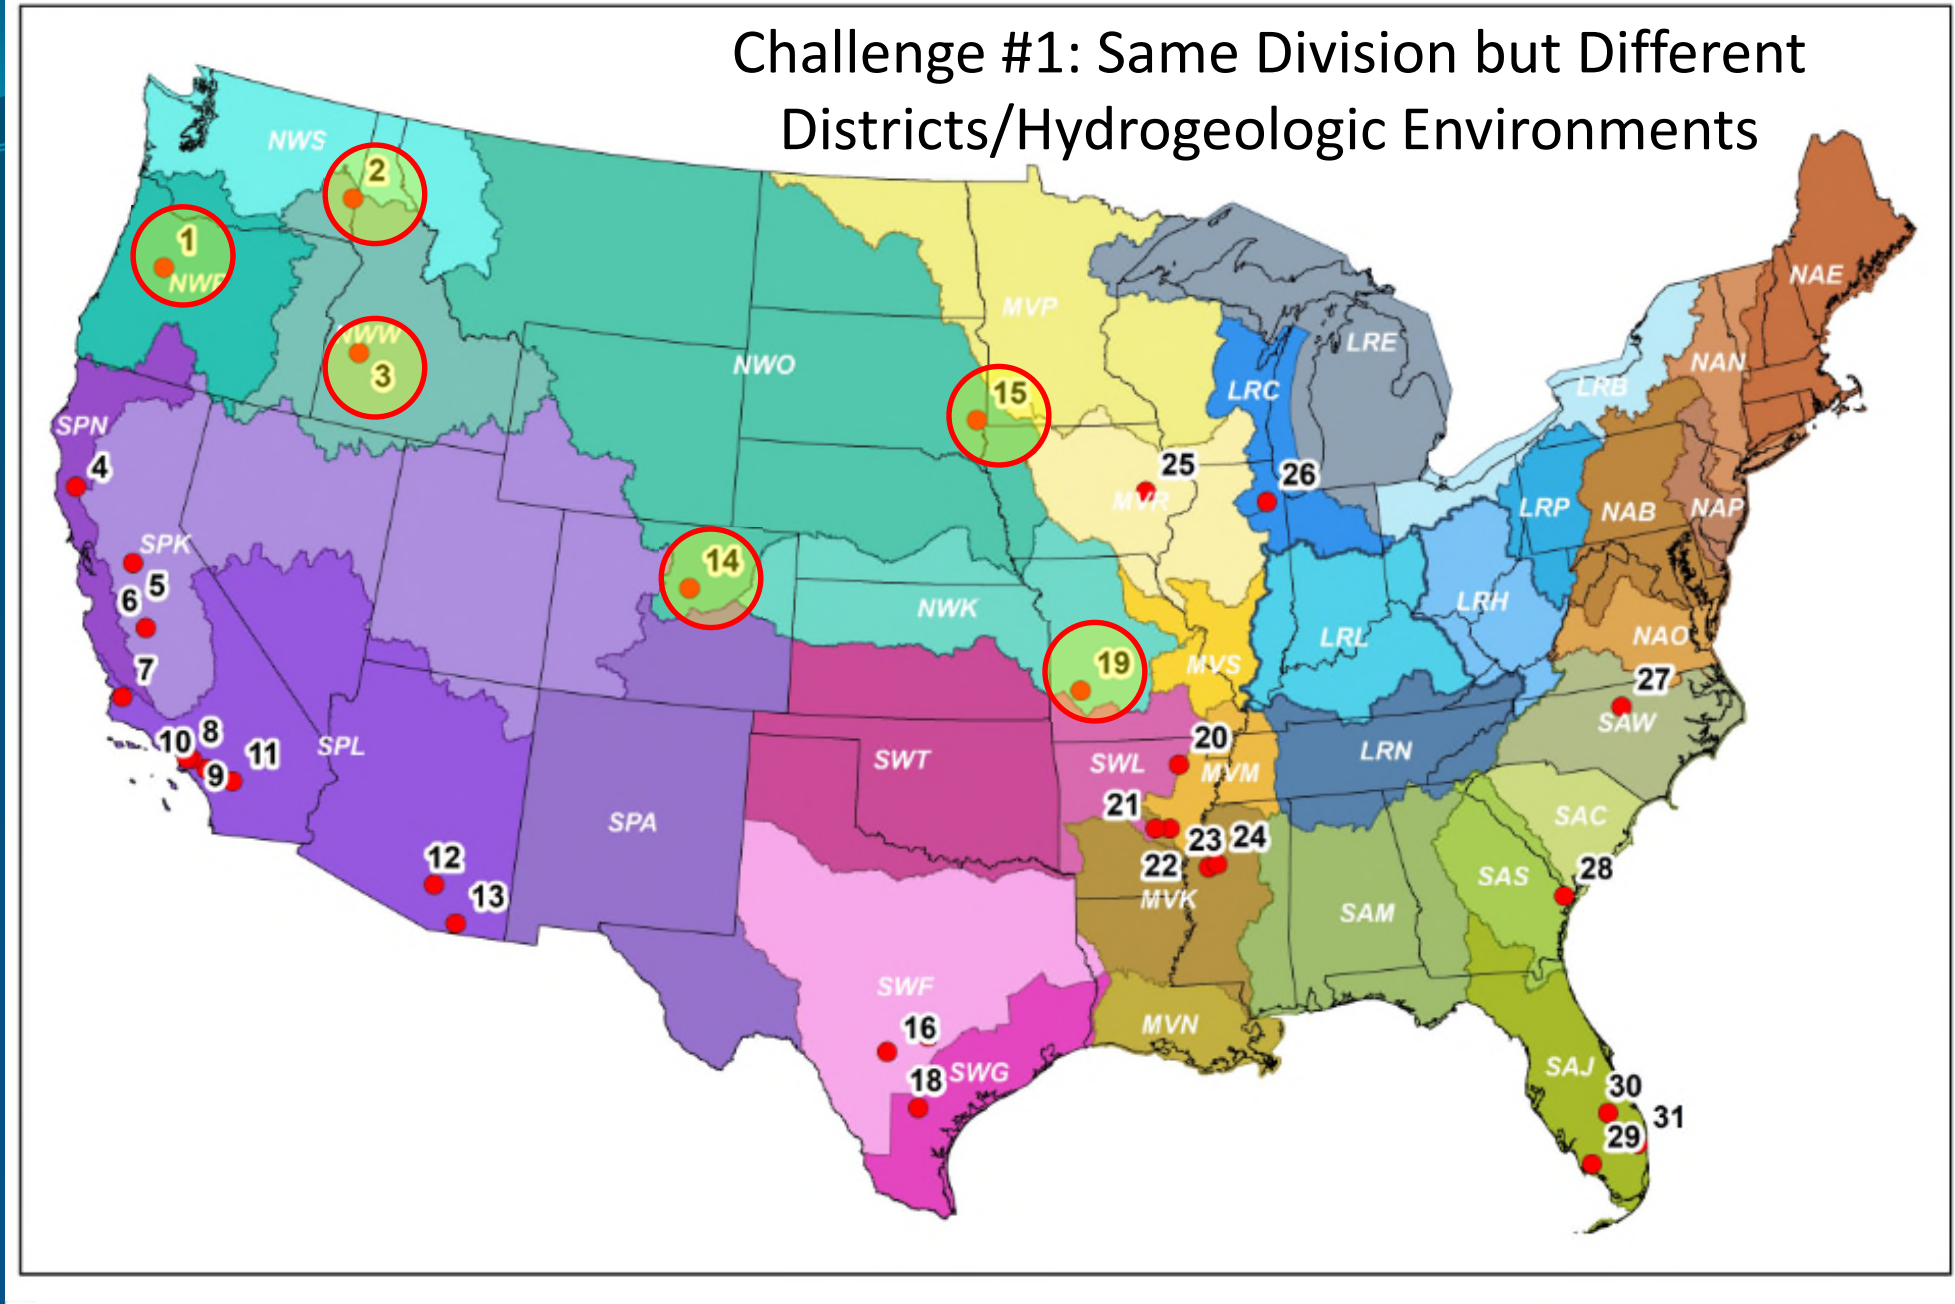 Challenge #1: Same Division but Different
Districts/Hydrogeologic Environments
NWS
2
1
NWP
NWW
3
NWO
MVP
LRE
NAE
NAN
LRB
LRC
15
SPN
4
25
26
MVR
LRP
NAB
NAP
SPK
5
6
14
NWK
LRH
LRL
NAO
7
19
MVS
27
SAW
10
8
11
9
SPL
20
SWT
SWL
MVM
LRN
SPA
21
SAC
12
22
23
24
28
13
MVK
SAM
SAS
SWF
16
MVN
18
SWG
SAJ
30
31
29